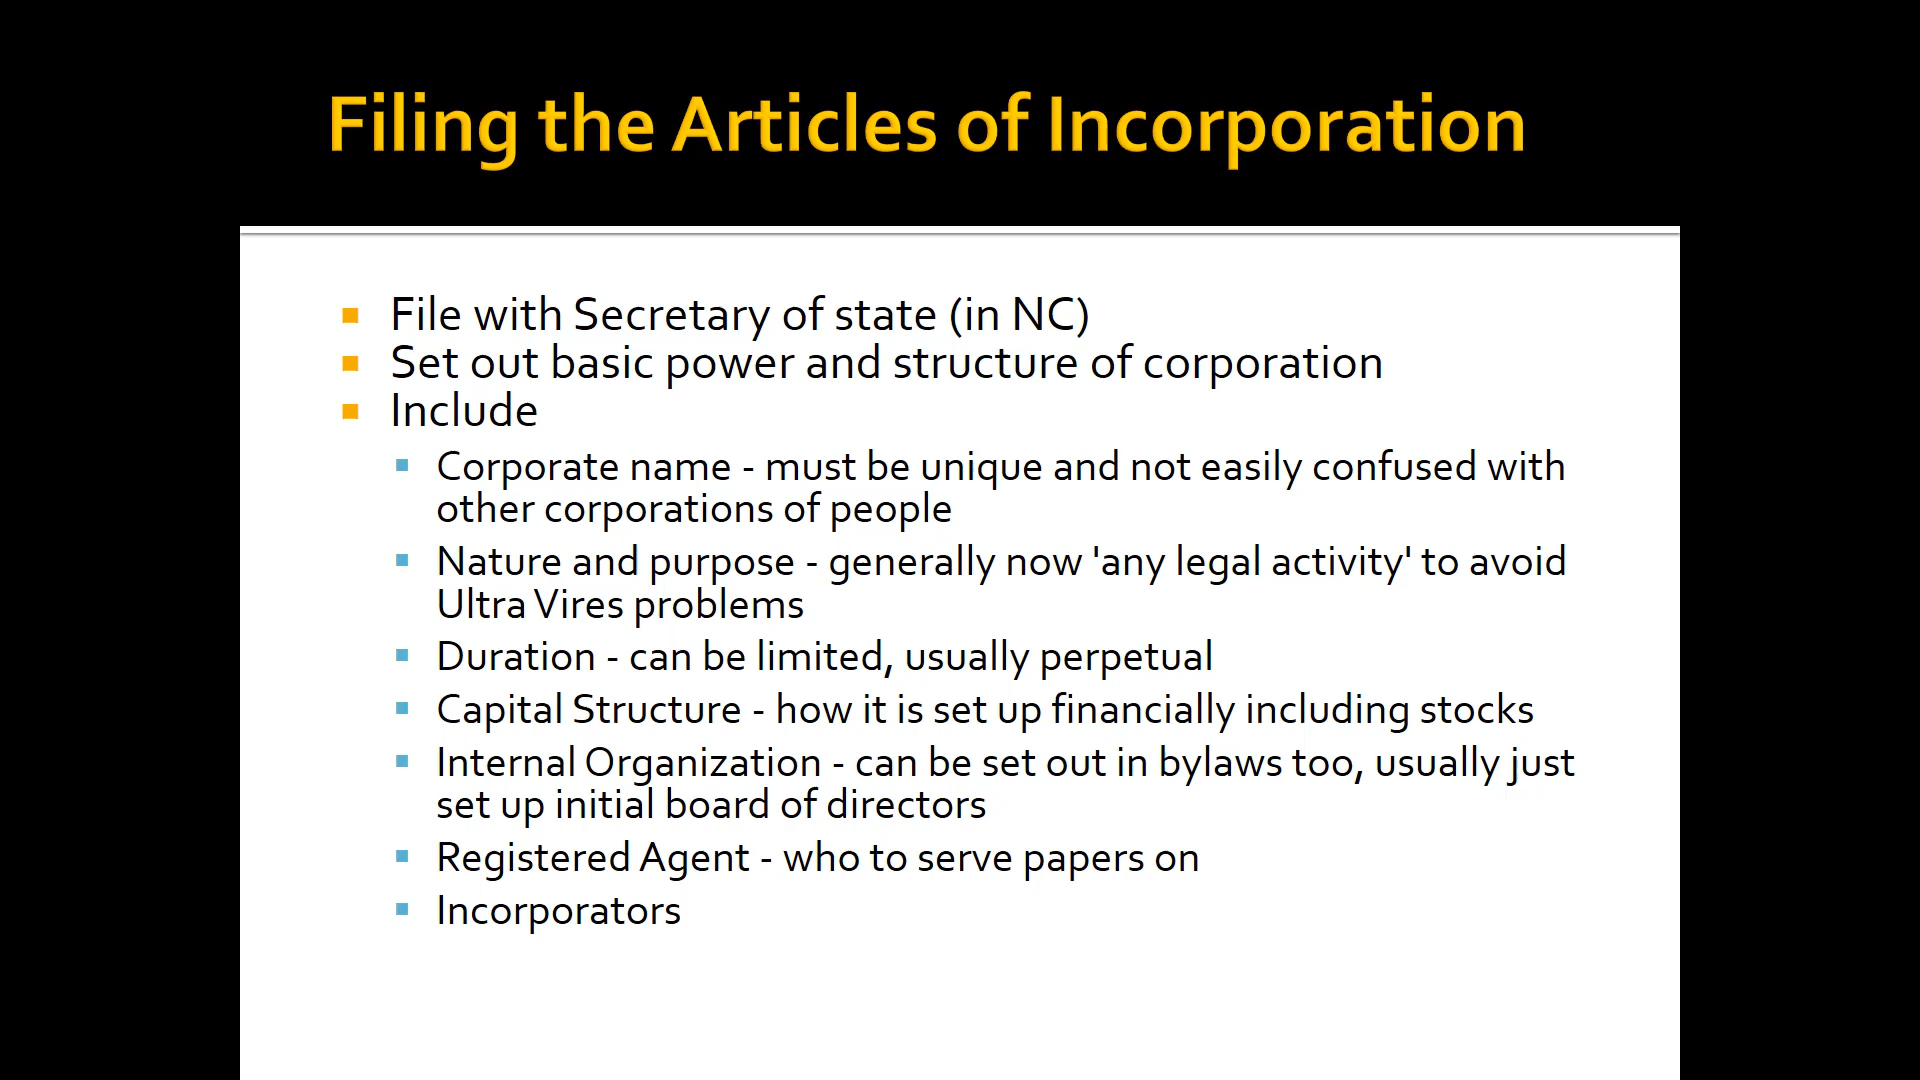 Filing the Articles of Incorporation
File with Secretary of state (in NC)
Set out basic power and structure of corporation
Include
Corporate name - must be unique and not easily confused with
other corporations of people
Nature and purpose - generally now 'any legal activity' to avoid
Ultra Vires problems
Duration - can be limited, usually perpetual
Capital Structure - how it is set up financially including stocks
Internal Organization - can be set out in bylaws too, usually just
set up initial board of directors
Registered Agent - who to serve papers on
Incorporators